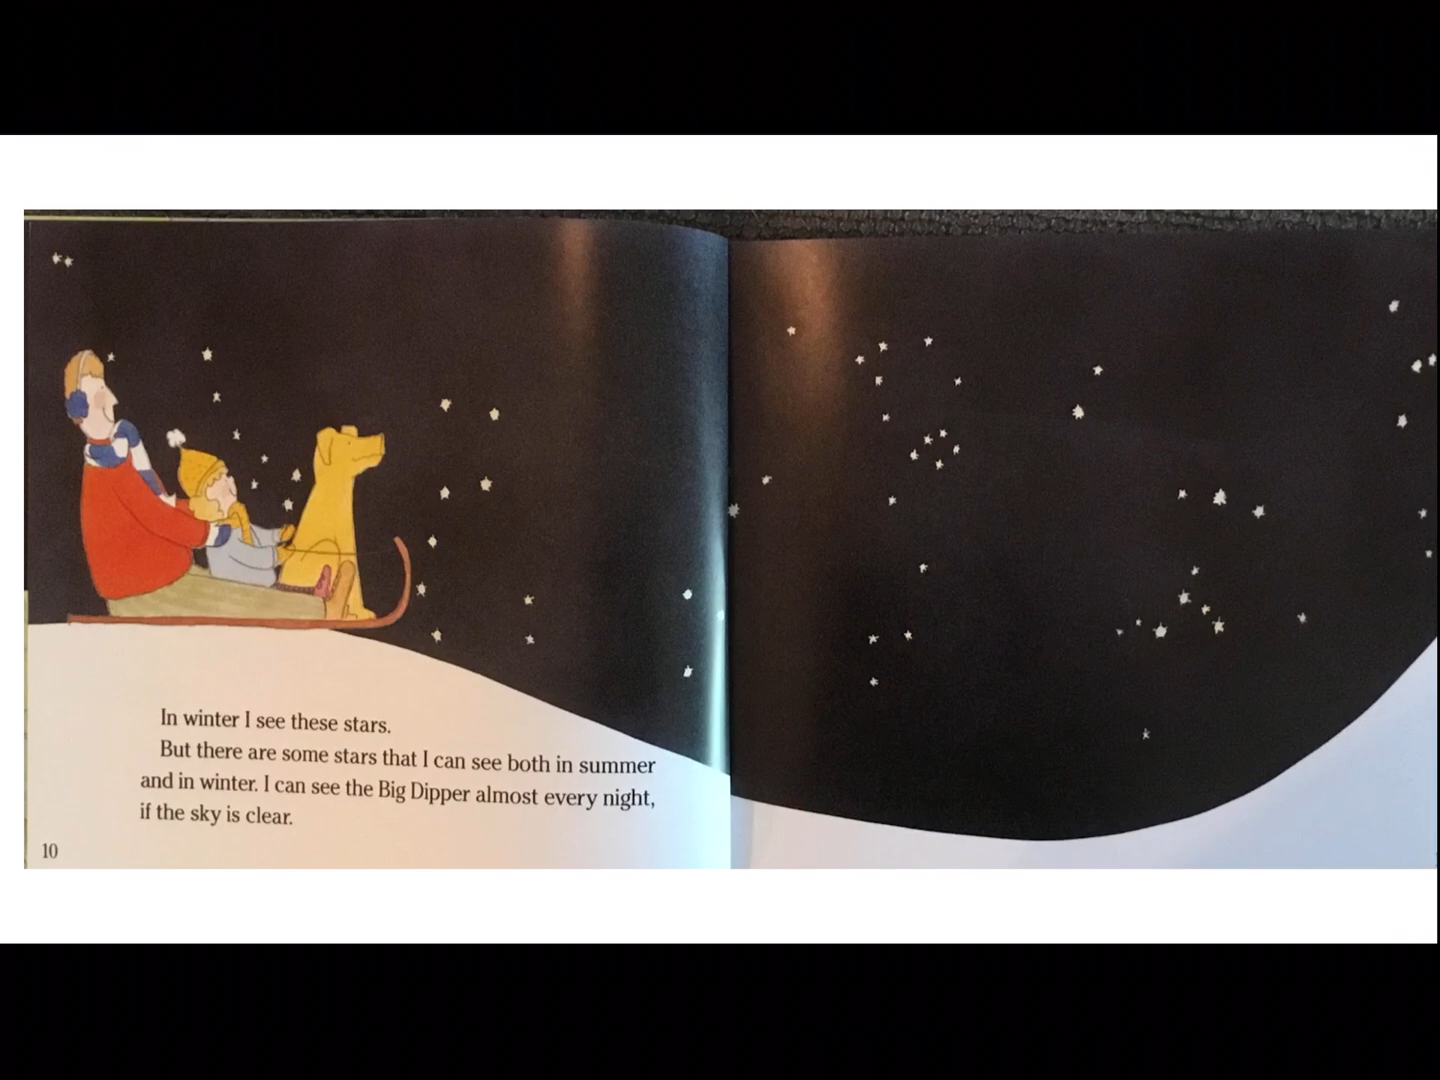 In winter I see these stars.
But there are some stars that I can see both in summer
and in winter. I can see the Big Dipper almost every night,
if the sky is clear.
10